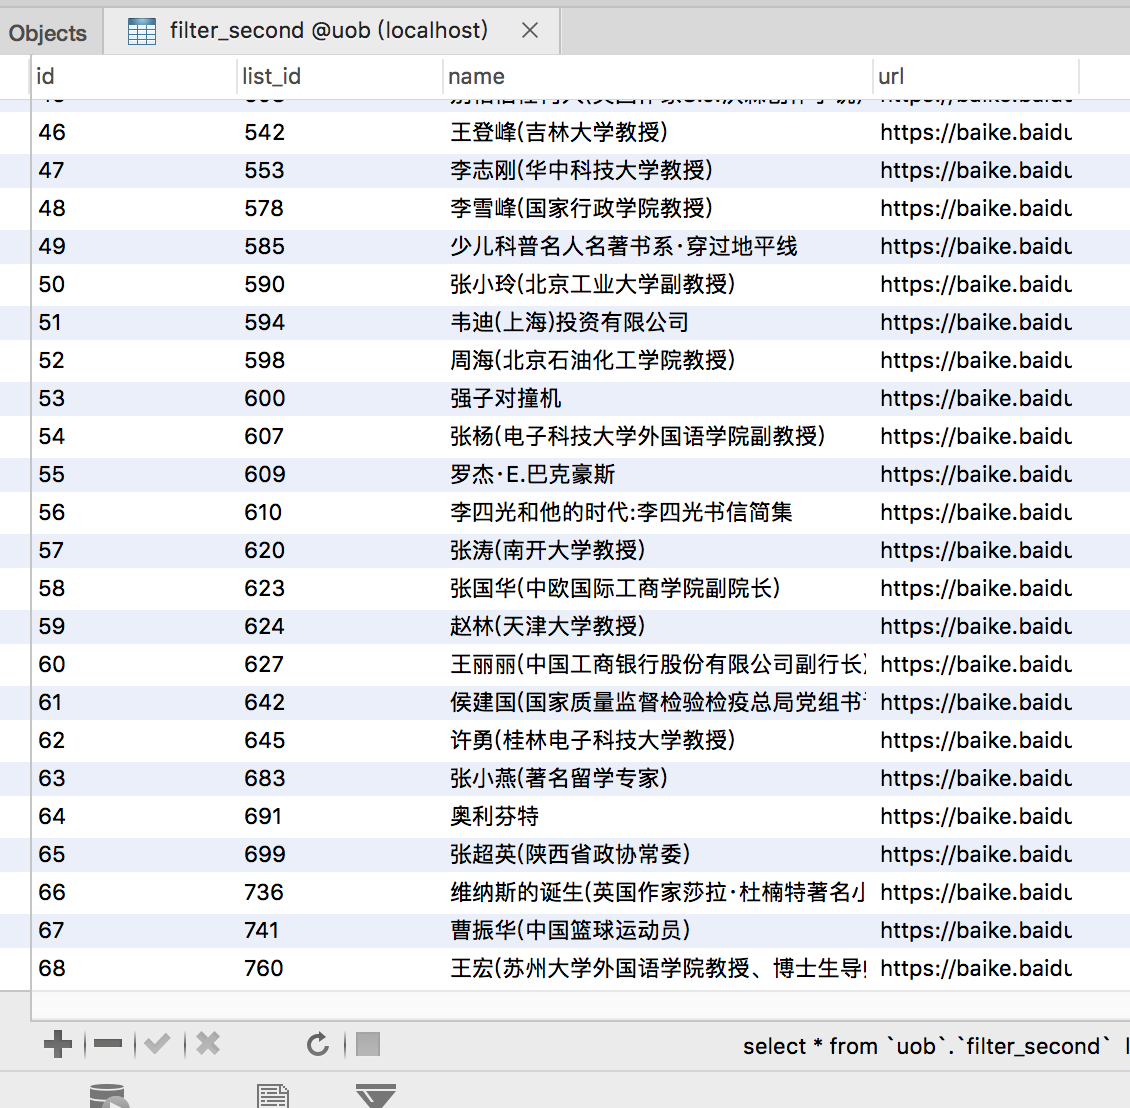 Objects filter_second @uob (localhost)
id list_id name url
46 542 王登峰(吉林大学教授) https://baike.baidu
47 553 李志刚(华中科技大学教授) https://baike.baidu
48 578 李雪峰(国家行政学院教授) https://baike.baidu
49 585 少儿科普名人名著书系·穿过地平线 https://baike.baidu
50 590 张小玲(北京工业大学副教授) https://baike.baidu
51 594 韦迪(上海)投资有限公司 https://baike.baidu
52 598 周海(北京石油化工学院教授) https://baike.baidu
53 600 强子对撞机 https://baike.baidu
54 607 张杨(电子科技大学外国语学院副教授) https://baike.baidu
55 609 罗杰·E.巴克豪斯 https://baike.baidu
56 610 李四光和他的时代:李四光书信简集 https://baike.baidu
57 620 张涛(南开大学教授) https://baike.baidu
58 623 张国华(中欧国际工商学院副院长) https://baike.baidu
59 624 赵林(天津大学教授) https://baike.baidu
60 627 王丽丽(中国工商银行股份有限公司副行长) https://baike.baidu
61 642 侯建国(国家质量监督检验检疫总局党组书 https://baike.baidu
62 645 许勇(桂林电子科技大学教授) https://baike.baidu
63 683 张小燕(著名留学专家) https://baike.baidu
64 691 奥利芬特 https://baike.baidu
65 699 张超英(陕西省政协常委) https://baike.baidu
66 736 维纳斯的诞生(英国作家莎拉·杜楠特著名小 https://baike.baidu
67 741 曹振华(中国篮球运动员) https://baike.baidu
68 760 王宏(苏州大学外国语学院教授、博士生导 https://baike.baidu
select * from `uob`.`filter_second`